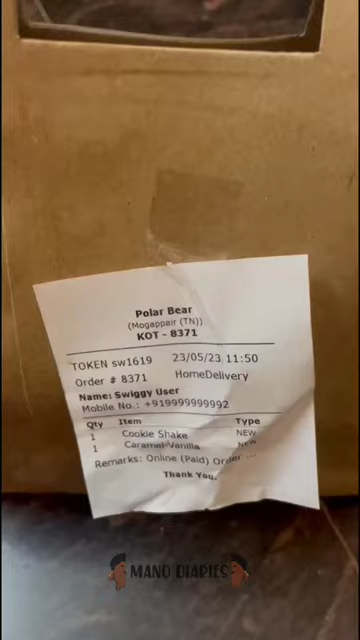 Polar Bear
(Mogappair (TN))
KOT - 8371
TOKEN sw1619 23/05/23 11:50
Order # 8371 HomeDelivery
Name: Swiggy User
Mobile No.: +919999999992
Qty Item Type
1 Cookie Shake NEW
1 Caramel Vanilla NEW
Remarks: Online (Paid) Order ...
Thank You.
MANO DIARIES